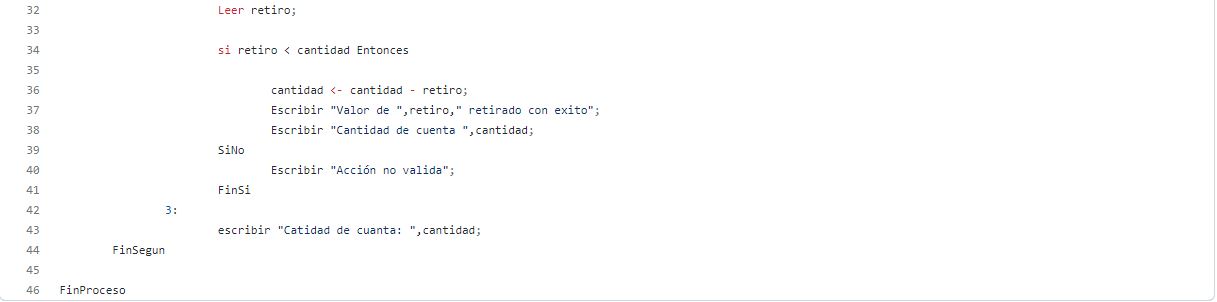 32 Leer retiro;
33
34 si retiro < cantidad Entonces
35
36 cantidad <- cantidad - retiro;
37 Escribir "Valor de ",retiro," retirado con exito";
38 Escribir "Cantidad de cuenta ",cantidad;
39 SiNo
40 Escribir "Acción no valida";
41 FinSi
42 3:
43 escribir "Catidad de cuanta: ",cantidad;
44 FinSegun
45
46 FinProceso